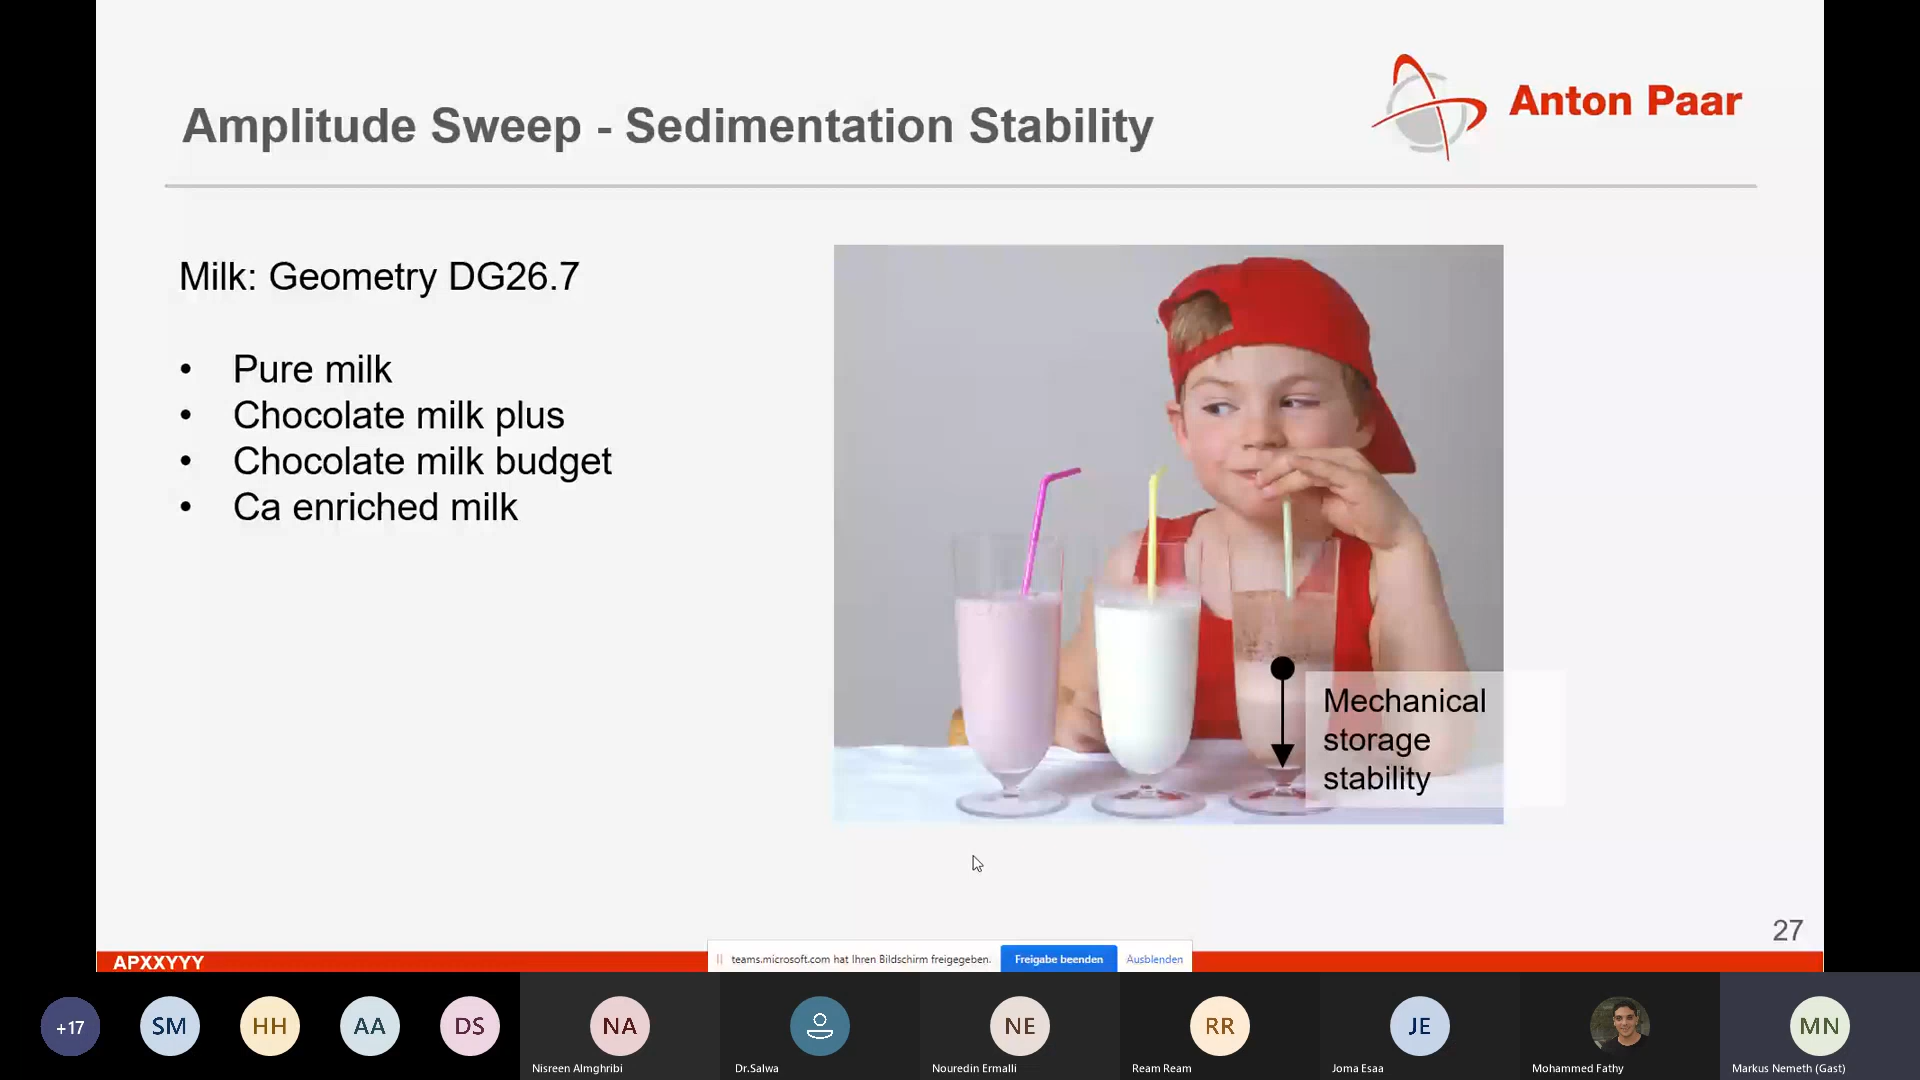 Amplitude Sweep - Sedimentation Stability
Anton Paar
Milk: Geometry DG26.7
• Pure milk
• Chocolate milk plus
• Chocolate milk budget
• Ca enriched milk
Mechanical
storage
stability
27
APXXYYY
teams.microsoft.com hat Ihren Bildschirm freigegeben.
Freigabe beenden
Ausblenden
+17
SM
HH
AA
DS
NA
NE
RR
JE
MN
Nisreen Almghribi
Dr.Salwa
Nouredin Ermalli
Ream Ream
Joma Esaa
Mohammed Fathy
Markus Nemeth (Gast)